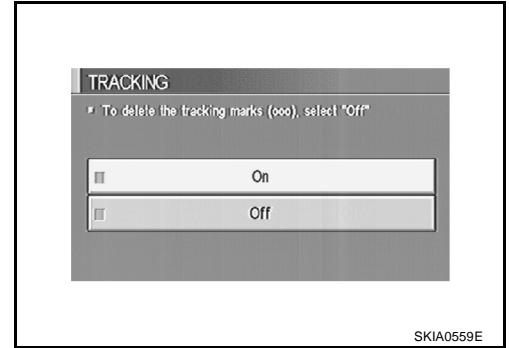 TRACKING
To delete the tracking marks (ooo), select "Off"
On
Off
SKIA0559E